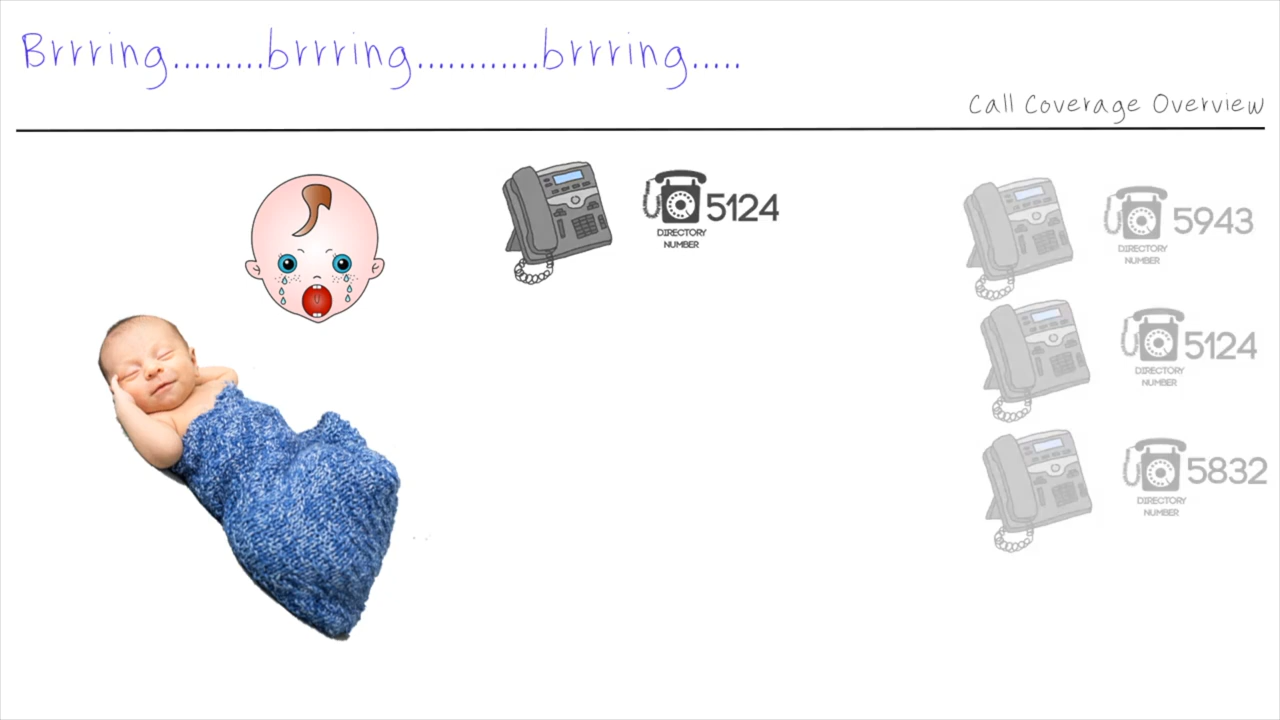 Brrring.........brrring............brrring.....
Call Coverage Overview
5124
DIRECTORY
NUMBER
5943
DIRECTORY
NUMBER
5124
DIRECTORY
NUMBER
5832
DIRECTORY
NUMBER